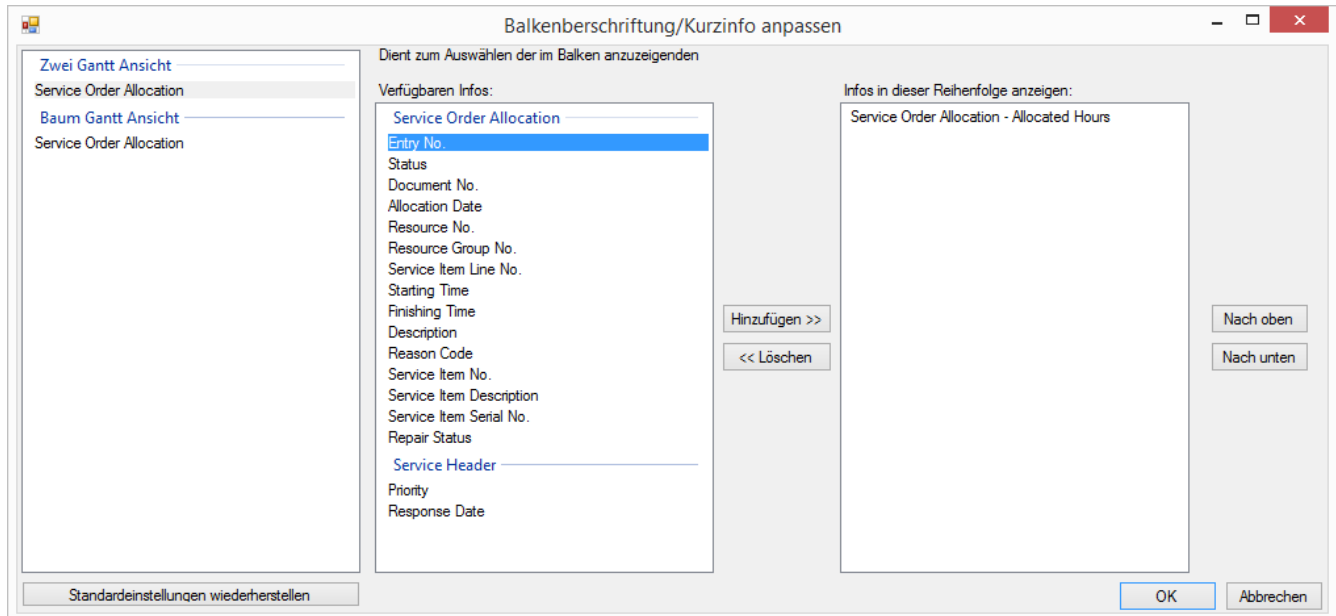 Balkenberschriftung/Kurzinfo anpassen
Zwei Gantt Ansicht
Service Order Allocation
Baum Gantt Ansicht
Service Order Allocation
Standardeinstellungen wiederherstellen
Dient zum Auswählen der im Balken anzuzeigenden
Verfügbaren Infos:
Service Order Allocation
Entry No.
Status
Document No.
Allocation Date
Resource No.
Resource Group No.
Service Item Line No.
Starting Time
Finishing Time
Description
Reason Code
Service Item No.
Service Item Description
Service Item Serial No.
Repair Status
Service Header
Priority
Response Date
Hinzufügen >>
<< Löschen
Infos in dieser Reihenfolge anzeigen:
Service Order Allocation - Allocated Hours
Nach oben
Nach unten
OK
Abbrechen